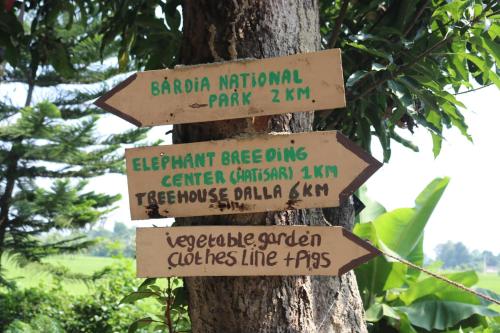 BARDIA NATIONAL
PARK 2 KM
ELEPHANT BREEDING
CENTER (HATISAR) 1KM
TREEHOUSE DALLA 6KM
vegetable garden
clothes Line + Pigs